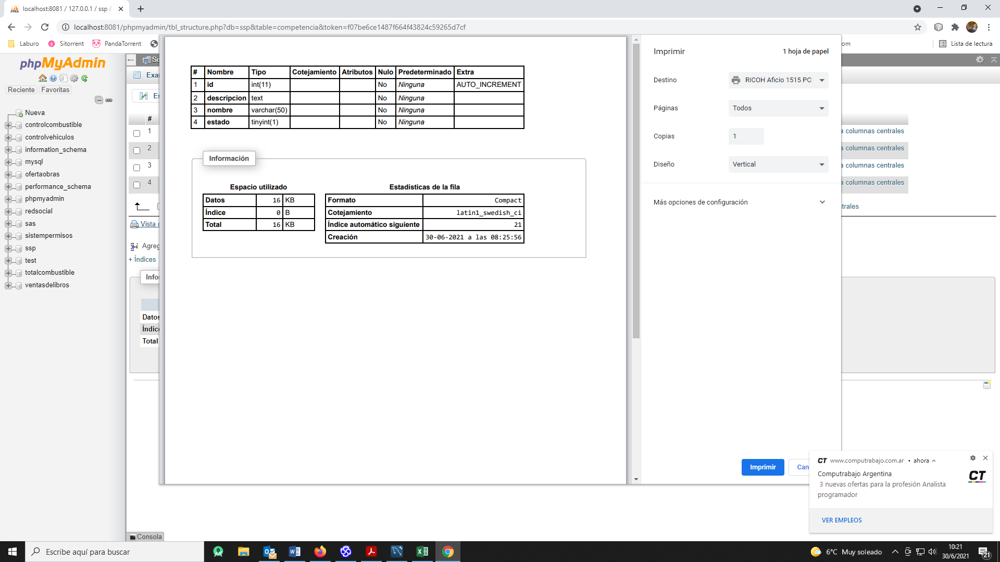 localhost:8081 / 127.0.0.1 / ssp /
localhost:8081/phpmyadmin/tbl_structure.php?db=ssp&table=competencia&token=f07be6ce1487f664f43824c59265d7cf
Laburo
Sitorrent
PandaTorrent
om
Lista de lectura
phpMyAdmin
Reciente
Favoritas
Nueva
controlcombustible
controlvehiculos
information_schema
mysql
ofertaobras
performance_schema
phpmyadmin
redsocial
sas
sistempermisos
ssp
test
totalcombustible
ventasdelibros
Se
Exa
Es
#
1
2
3
4
Vista
Agreg
+ Índices
Info
Datos
Índic
Total
Consola
# Nombre Tipo Cotejamiento Atributos Nulo Predeterminado Extra
1 id int(11) No Ninguna AUTO_INCREMENT
2 descripcion text No Ninguna
3 nombre varchar(50) No Ninguna
4 estado tinyint(1) No Ninguna
Información
Espacio utilizado
Datos 16 KB
Índice 0 B
Total 16 KB
Estadísticas de la fila
Formato Compact
Cotejamiento latin1_swedish_ci
Índice automático siguiente 21
Creación 30-06-2021 a las 08:25:56
Imprimir 1 hoja de papel
Destino RICOH Aficio 1515 PC
Páginas Todos
Copias 1
Diseño Vertical
Más opciones de configuración
Imprimir
Can
a columnas centrales
a columnas centrales
a columnas centrales
a columnas centrales
trales
CT www.computrabajo.com.ar • ahora
Computrabajo Argentina
3 nuevas ofertas para la profesión Analista
programador
CT
VER EMPLEOS
Escribe aquí para buscar
6°C Muy soleado
10:21
30/6/2021
21